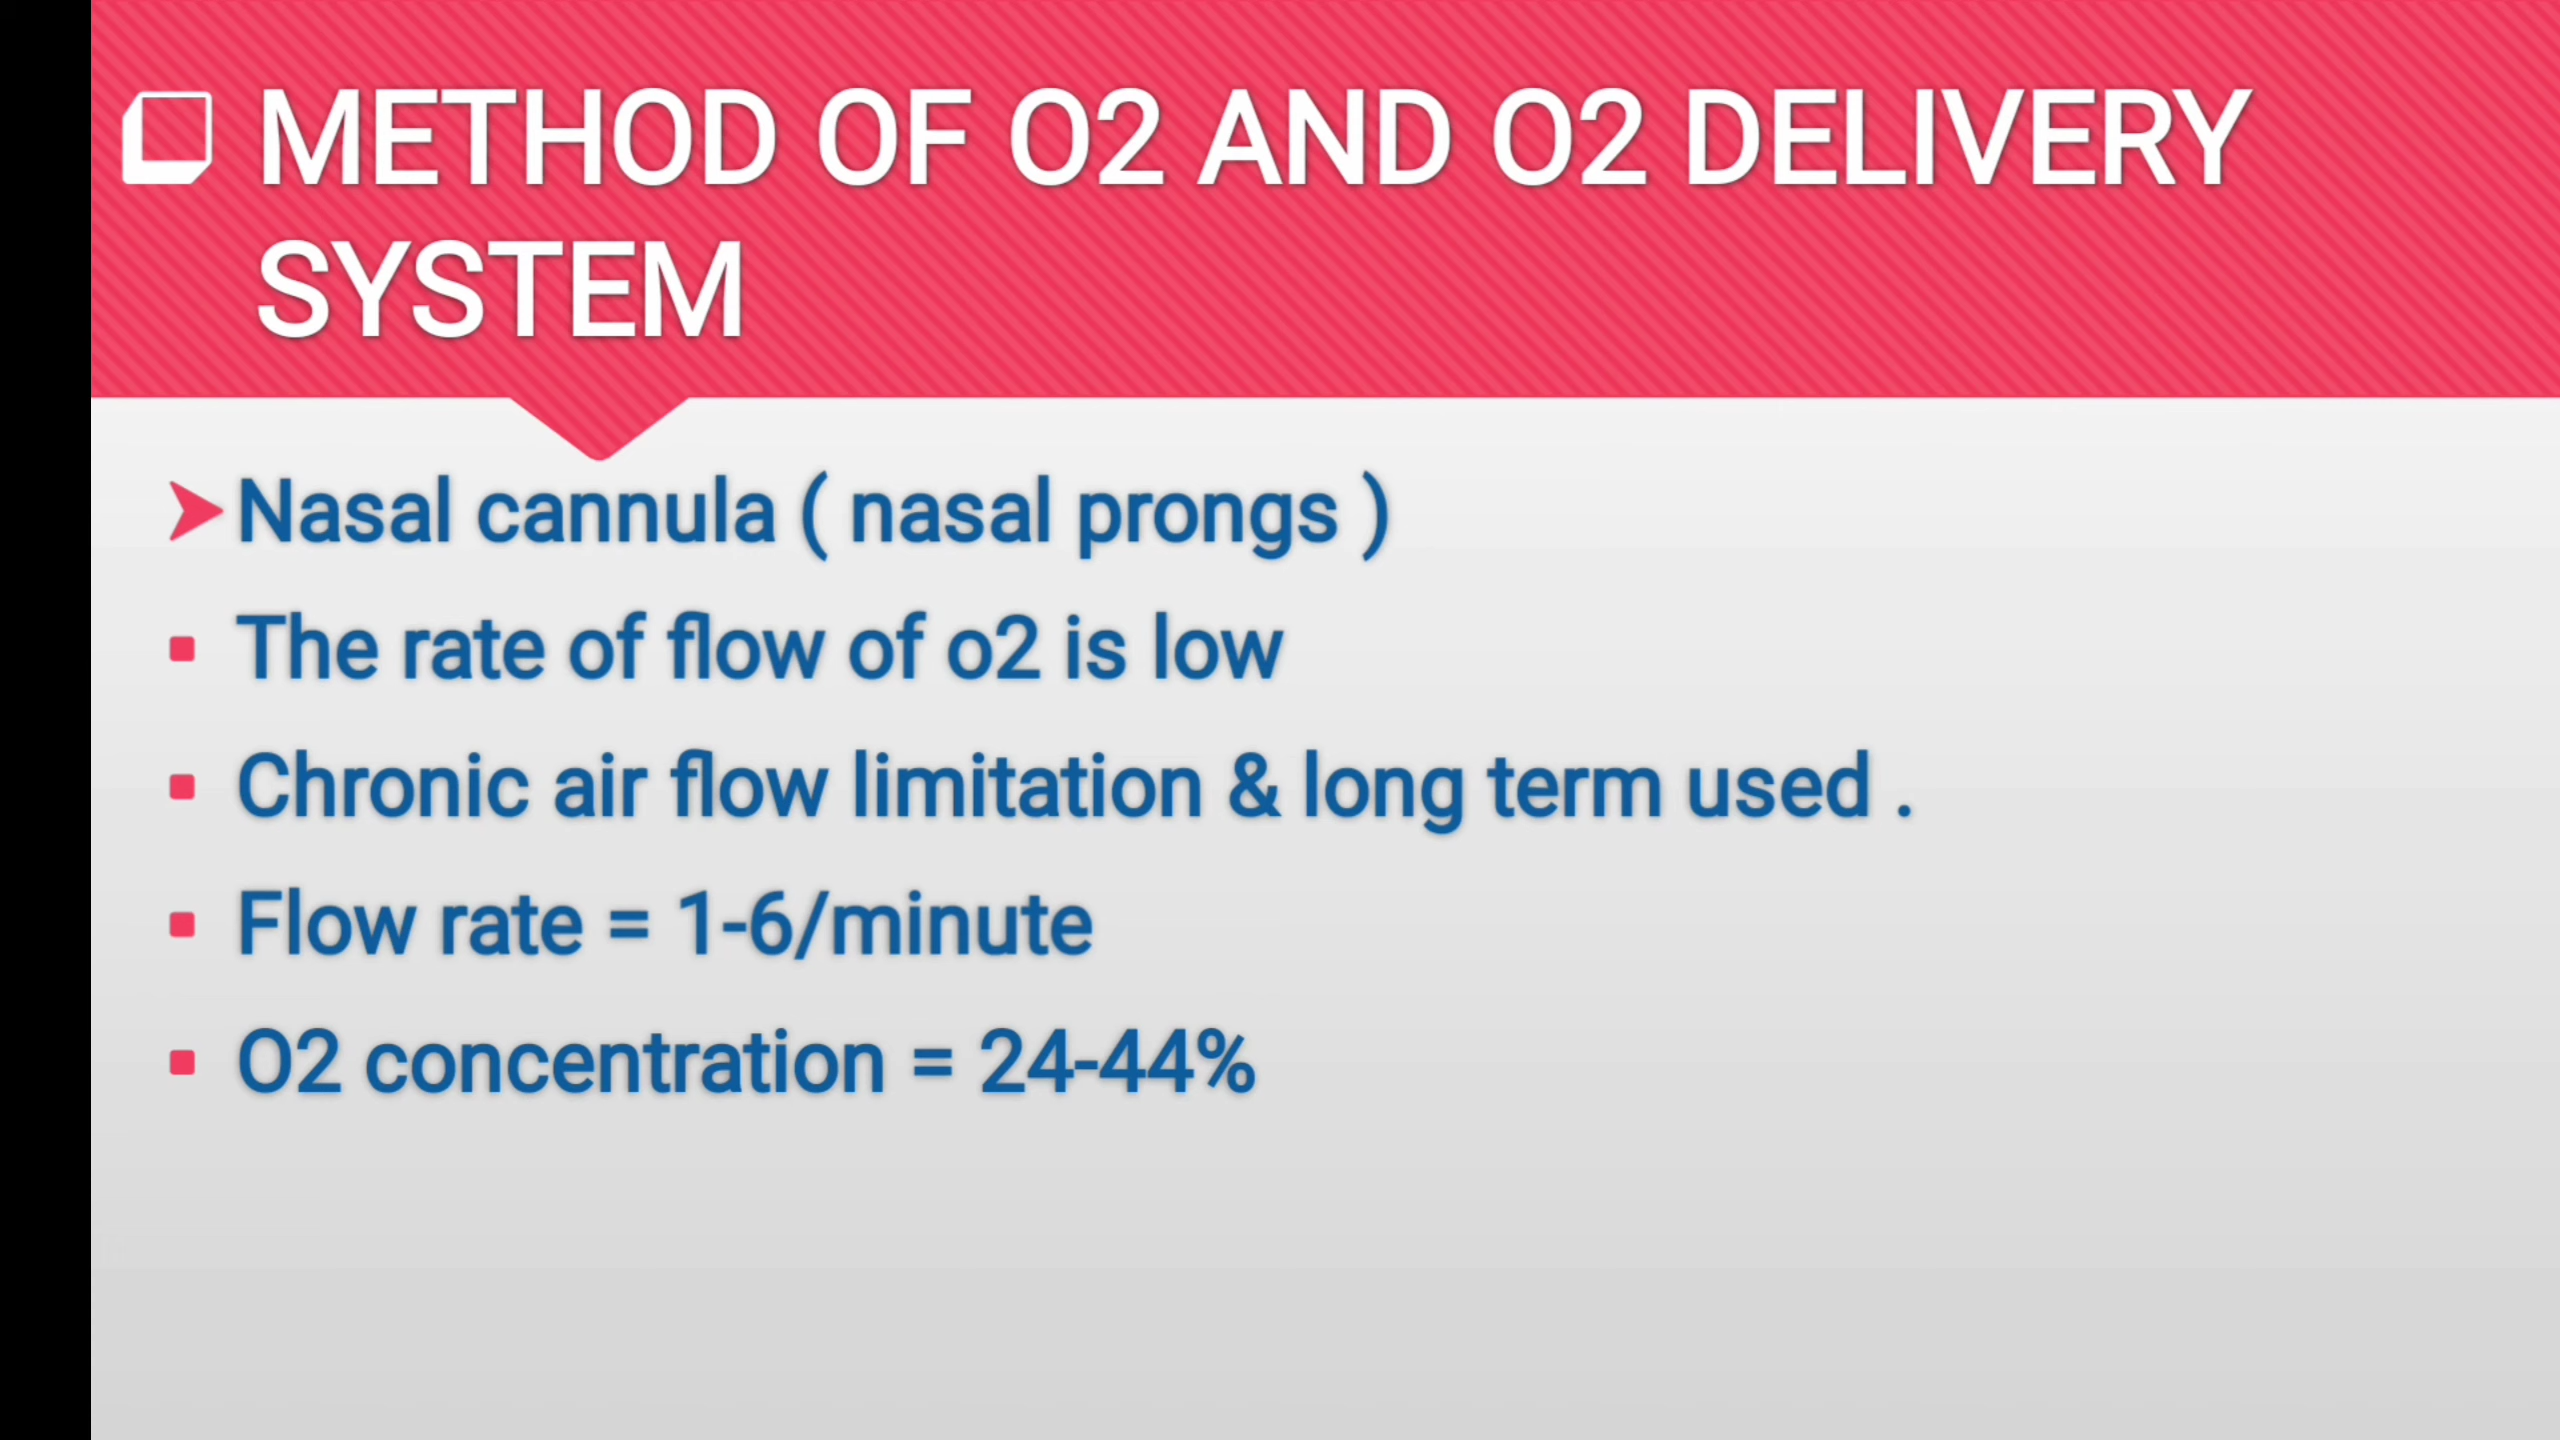 METHOD OF O2 AND O2 DELIVERY
SYSTEM
Nasal cannula ( nasal prongs )
The rate of flow of o2 is low
Chronic air flow limitation & long term used .
Flow rate = 1-6/minute
O2 concentration = 24-44%